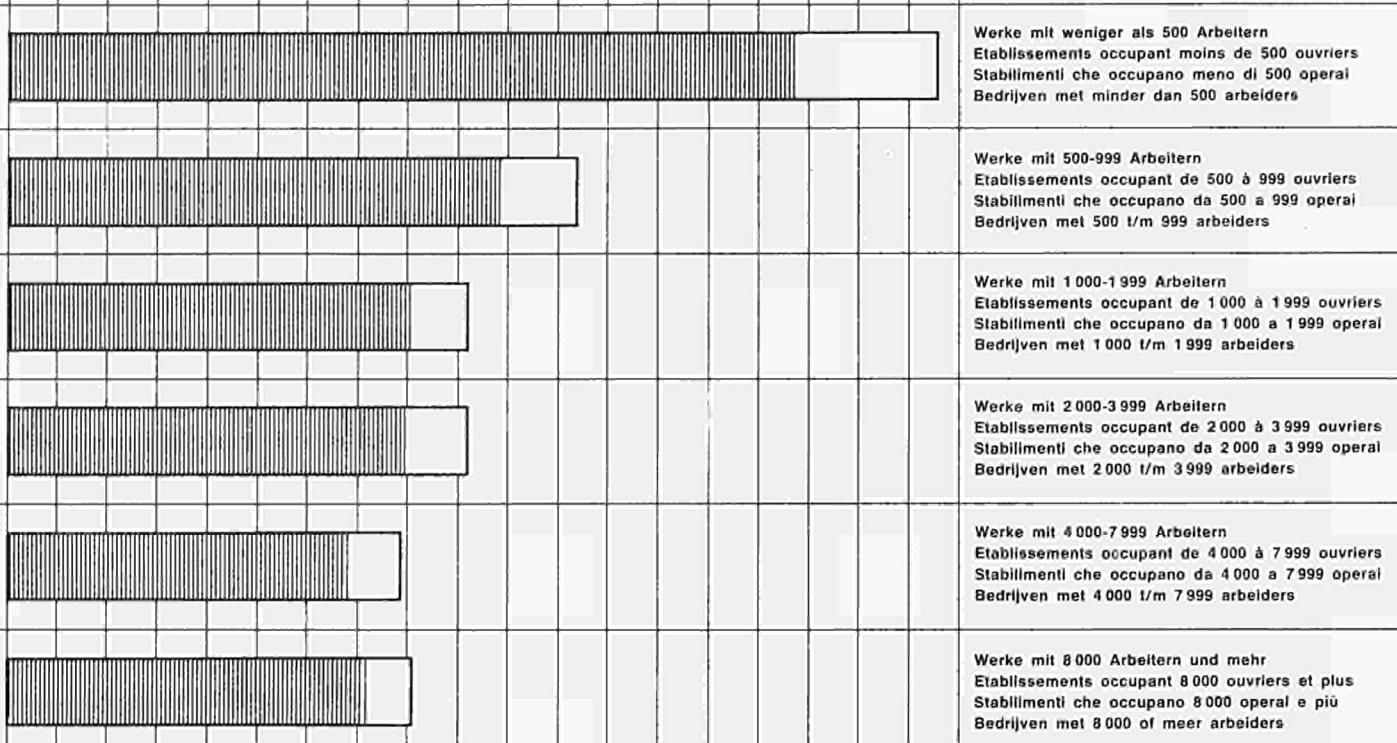 Werke mit weniger als 500 Arbeitern
Etablissements occupant moins de 500 ouvriers
Stabilimenti che occupano meno di 500 operai
Bedrijven met minder dan 500 arbeiders
Werke mit 500-999 Arbeitern
Etablissements occupant de 500 à 999 ouvriers
Stabilimenti che occupano da 500 a 999 operai
Bedrijven met 500 t/m 999 arbeiders
Werke mit 1 000-1 999 Arbeitern
Etablissements occupant de 1 000 à 1 999 ouvriers
Stabilimenti che occupano da 1 000 a 1 999 operai
Bedrijven met 1 000 t/m 1 999 arbeiders
Werke mit 2 000-3 999 Arbeitern
Etablissements occupant de 2 000 à 3 999 ouvriers
Stabilimenti che occupano da 2 000 a 3 999 operai
Bedrijven met 2 000 t/m 3 999 arbeiders
Werke mit 4 000-7 999 Arbeitern
Etablissements occupant de 4 000 à 7 999 ouvriers
Stabilimenti che occupano da 4 000 a 7 999 operai
Bedrijven met 4 000 t/m 7 999 arbeiders
Werke mit 8 000 Arbeitern und mehr
Etablissements occupant 8 000 ouvriers et plus
Stabilimenti che occupano 8 000 operai e più
Bedrijven met 8 000 of meer arbeiders